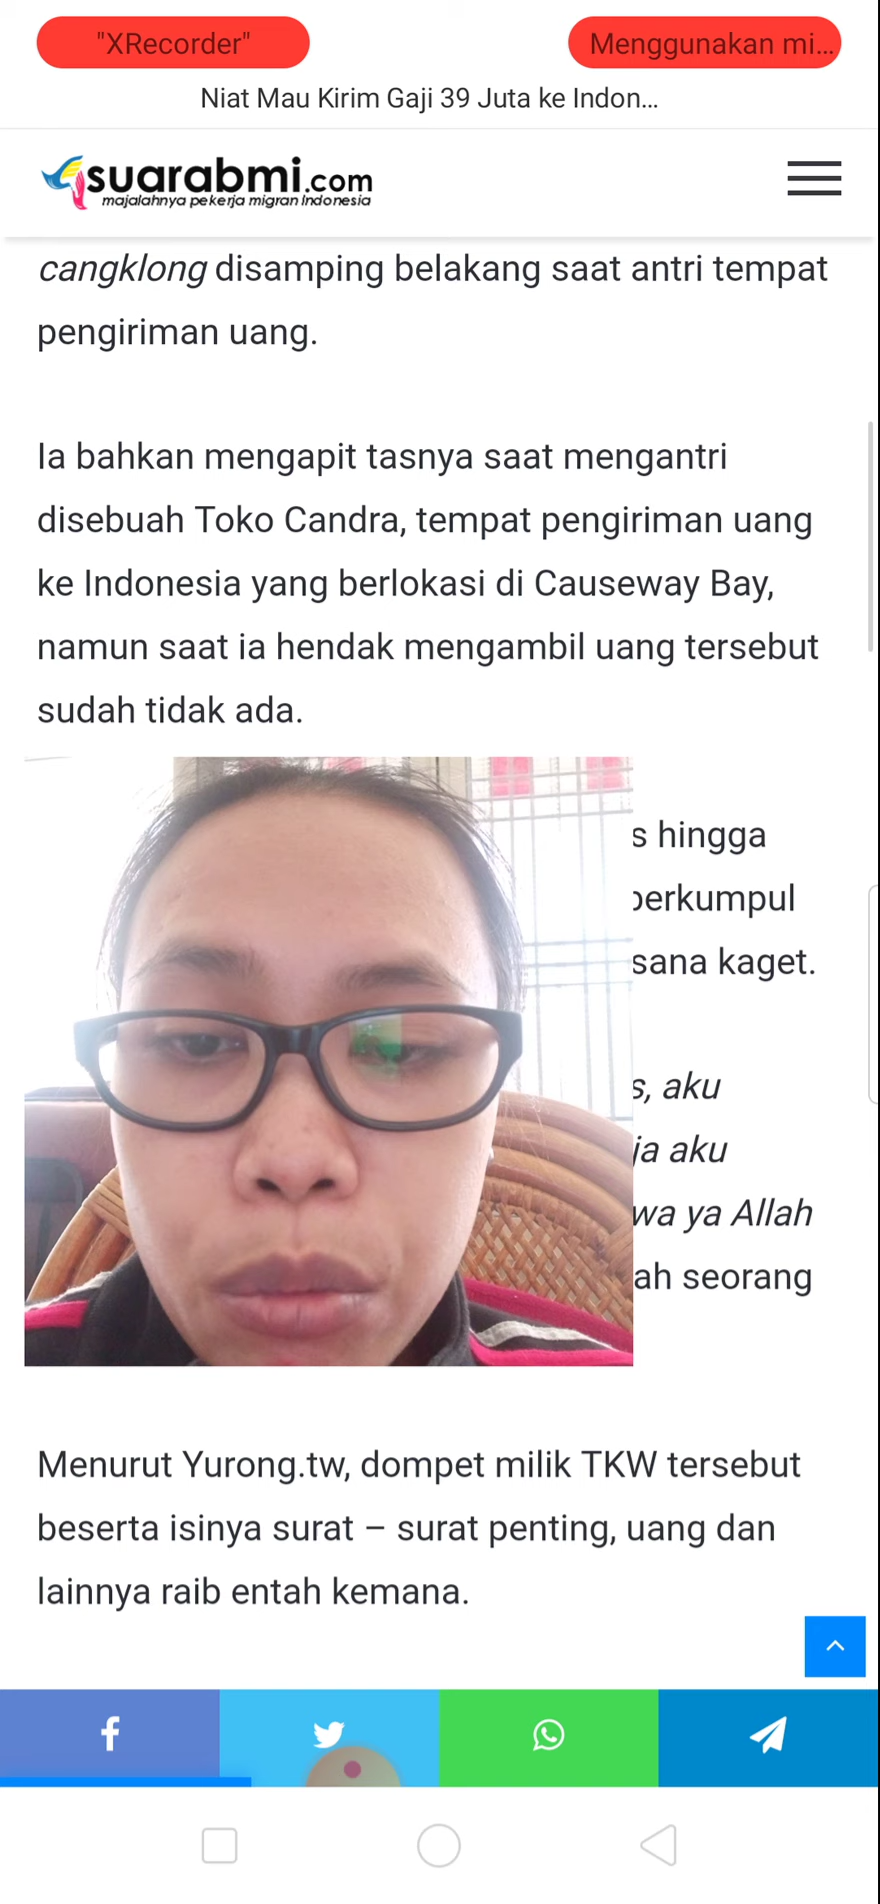 "XRecorder"
Menggunakan mi...
Niat Mau Kirim Gaji 39 Juta ke Indon...
suarabmi.com
majalahnya pekerja migran Indonesia
cangklong disamping belakang saat antri tempat
pengiriman uang.
Ia bahkan mengapit tasnya saat mengantri
disebuah Toko Candra, tempat pengiriman uang
ke Indonesia yang berlokasi di Causeway Bay,
namun saat ia hendak mengambil uang tersebut
sudah tidak ada.
s hingga
berkumpul
sana kaget.
s, aku
ja aku
wa ya Allah
ah seorang
Menurut Yurong.tw, dompet milik TKW tersebut
beserta isinya surat – surat penting, uang dan
lainnya raib entah kemana.